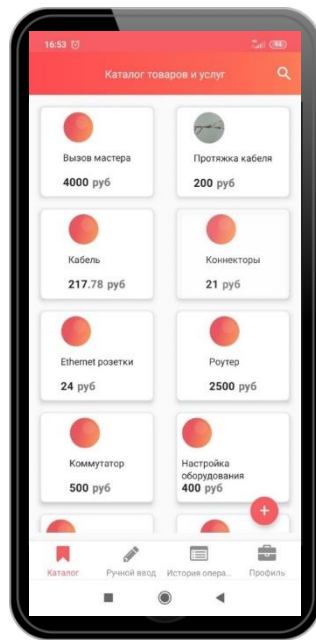 16:53
94
Каталог товаров и услуг
Вызов мастера
4000 руб
Протяжка кабеля
200 руб
Кабель
217.78 руб
Коннекторы
21 руб
Ethernet розетки
24 руб
Роутер
2500 руб
Коммутатор
500 руб
Настройка
оборудования
400 руб
+
Каталог
Ручной ввод
История опера...
Профиль